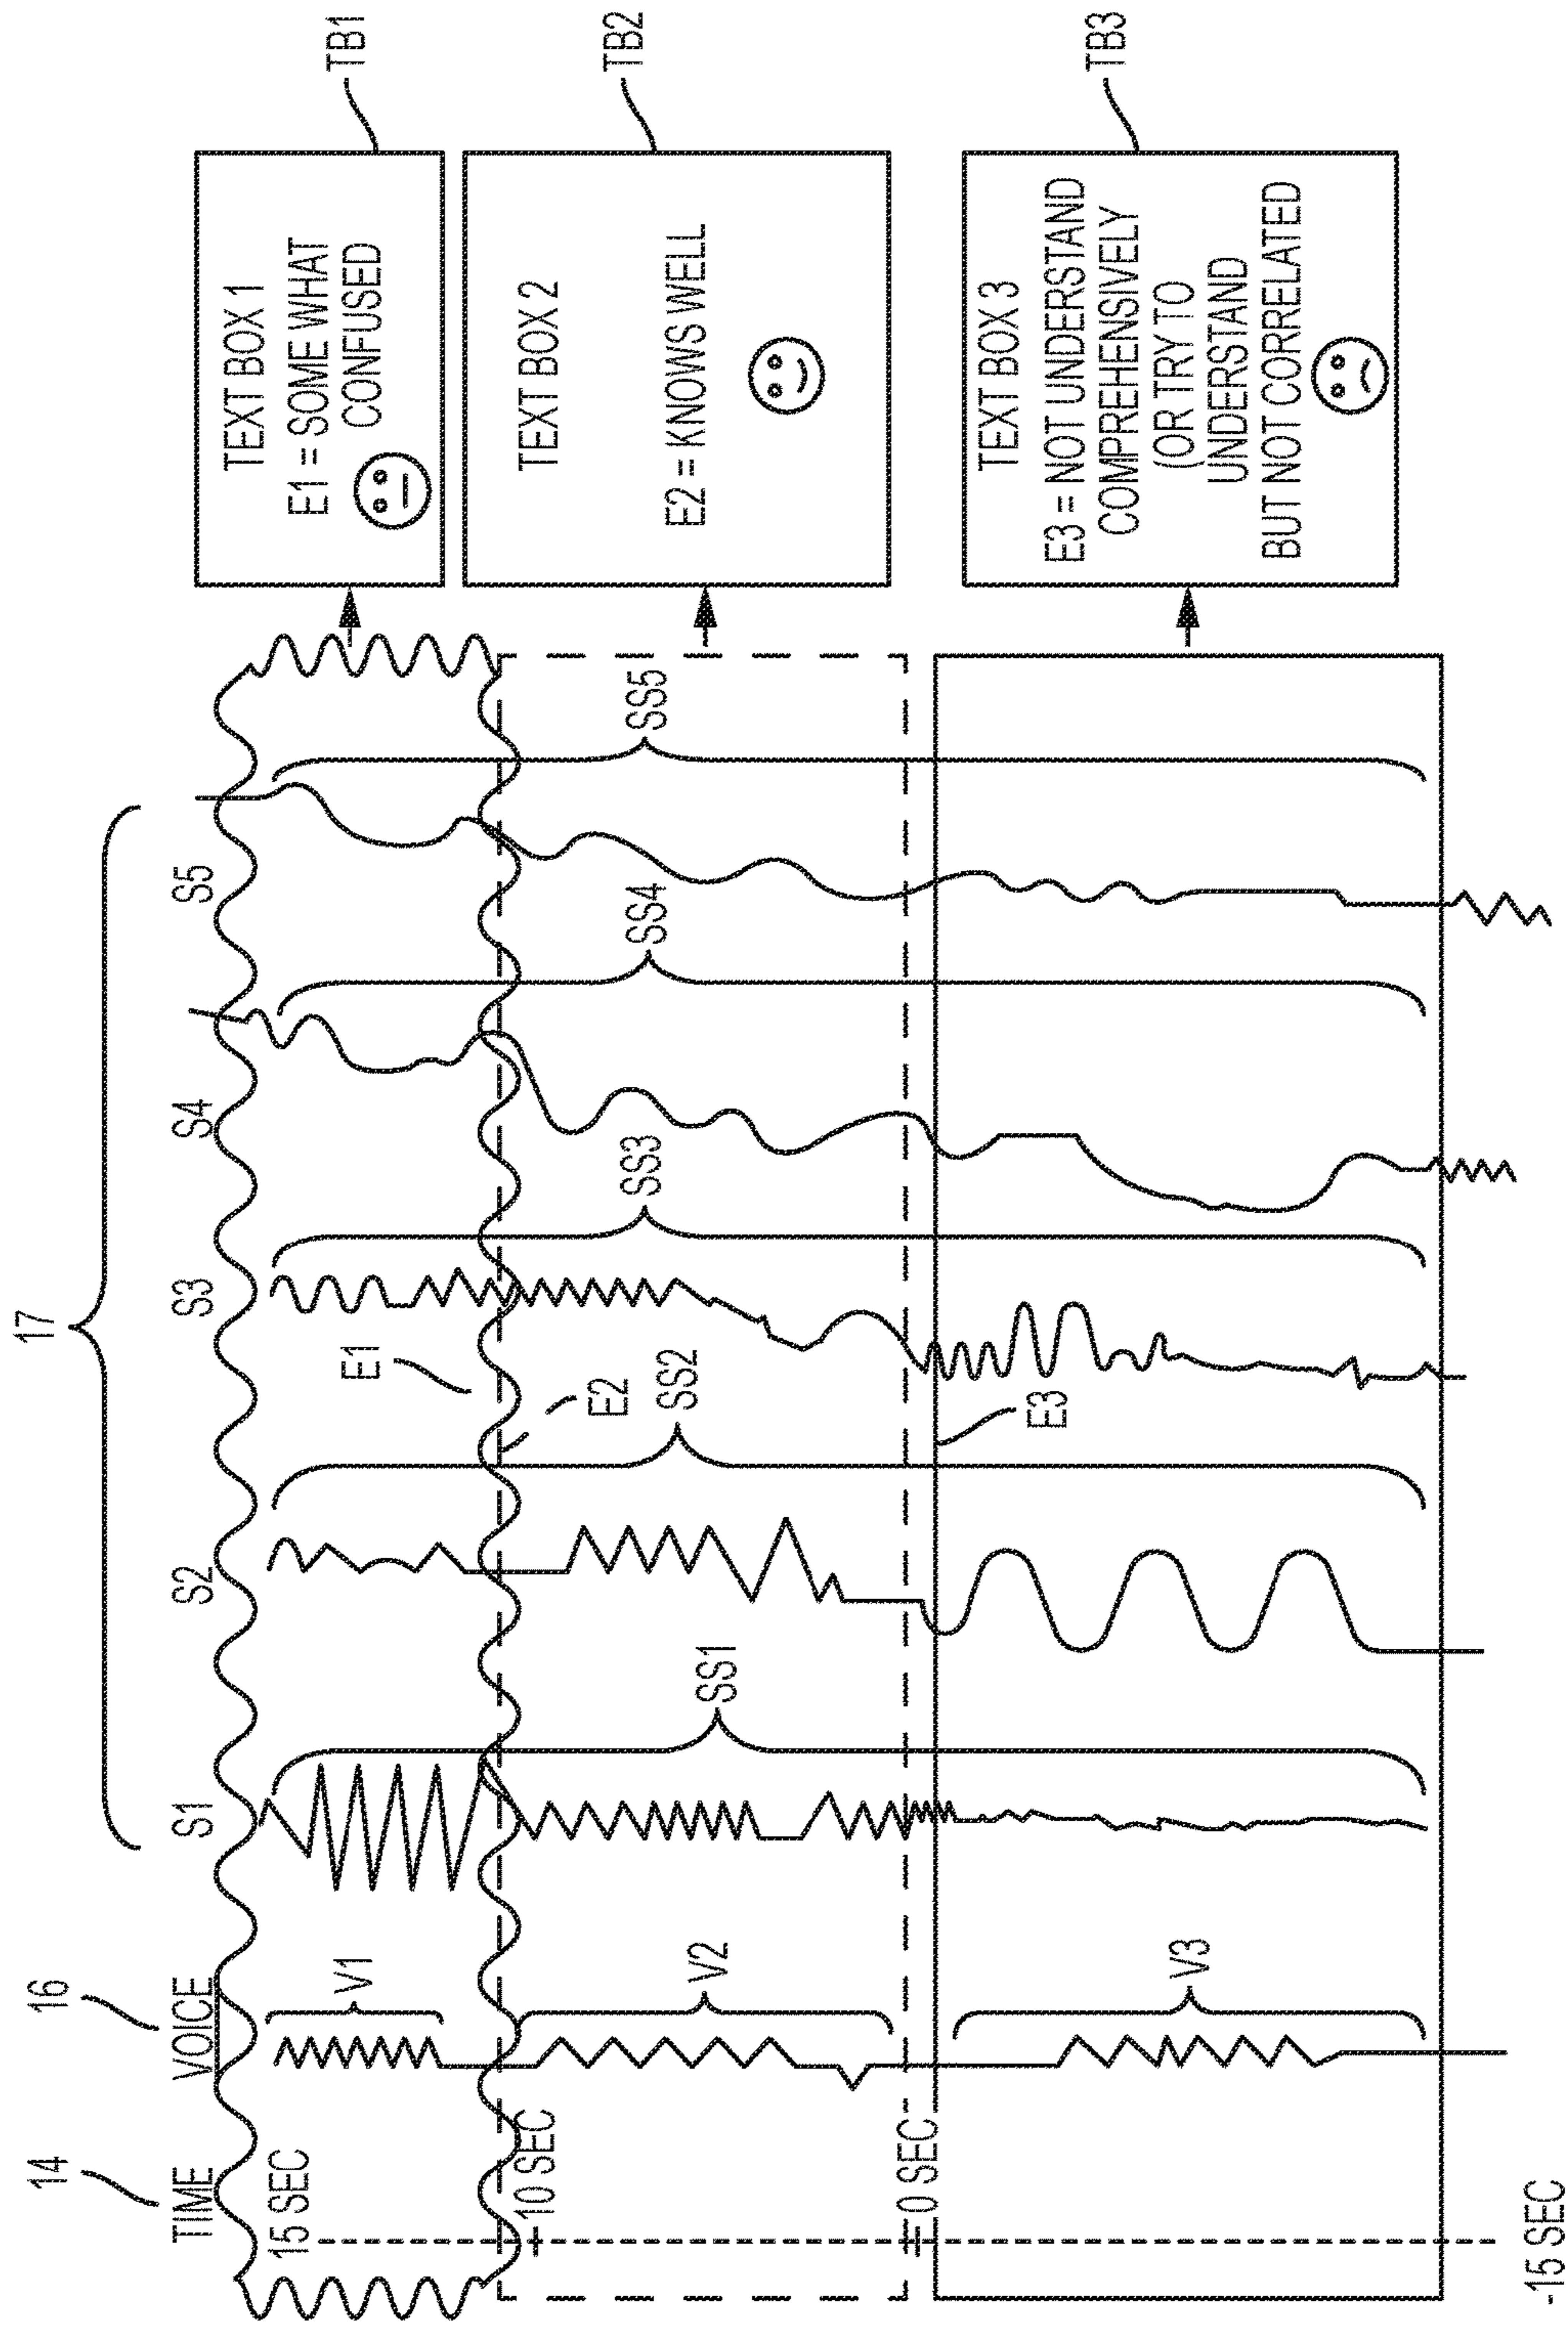 17
16
14
TIME
VOICE
S1
S2
S3
S4
S5
15 SEC
10 SEC
0 SEC
-15 SEC
V1
V2
V3
SS1
SS2
SS3
SS4
SS5
E1
E2
E3
TEXT BOX 1
E1 = SOME WHAT
CONFUSED
TB1
TEXT BOX 2
E2 = KNOWS WELL
TB2
TEXT BOX 3
E3 = NOT UNDERSTAND
COMPREHENSIVELY
(OR TRY TO
UNDERSTAND
BUT NOT CORRELATED
TB3